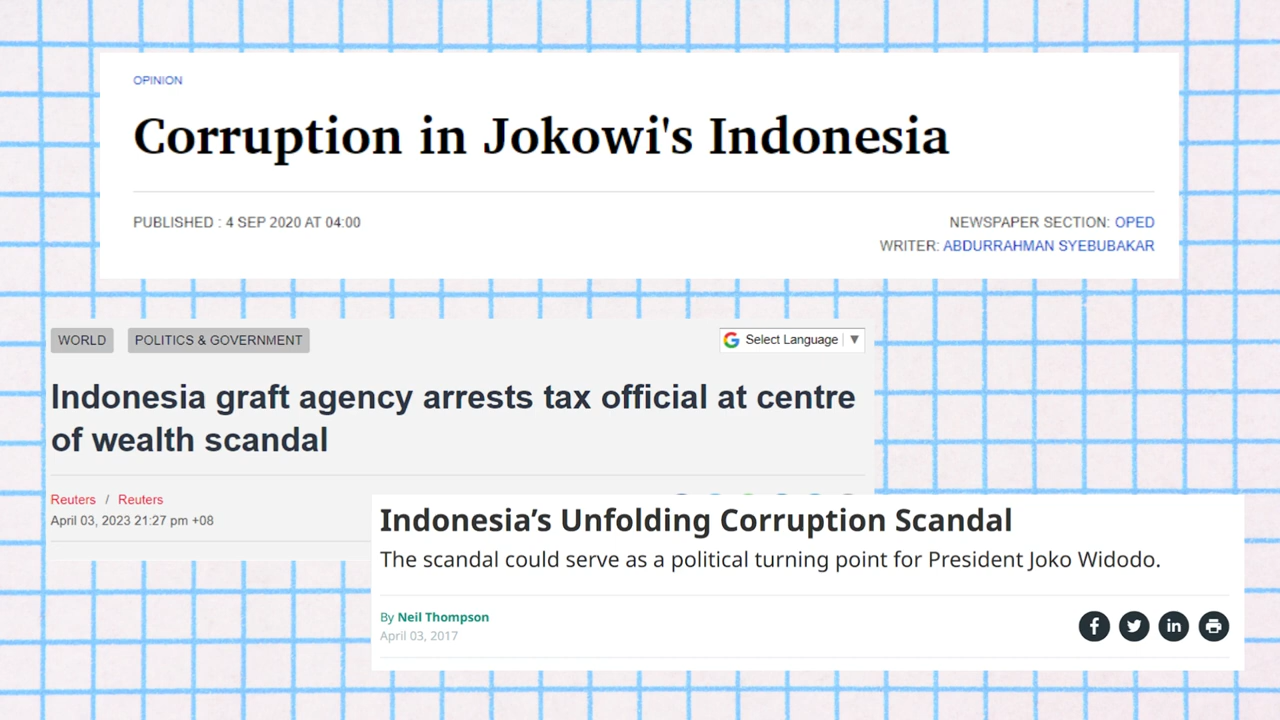 OPINION
Corruption in Jokowi's Indonesia
PUBLISHED : 4 SEP 2020 AT 04:00
NEWSPAPER SECTION: OPED
WRITER: ABDURRAHMAN SYEBUBAKAR
WORLD
POLITICS & GOVERNMENT
Select Language ▼
Indonesia graft agency arrests tax official at centre
of wealth scandal
Reuters / Reuters
April 03, 2023 21:27 pm +08
Indonesia’s Unfolding Corruption Scandal
The scandal could serve as a political turning point for President Joko Widodo.
By Neil Thompson
April 03, 2017